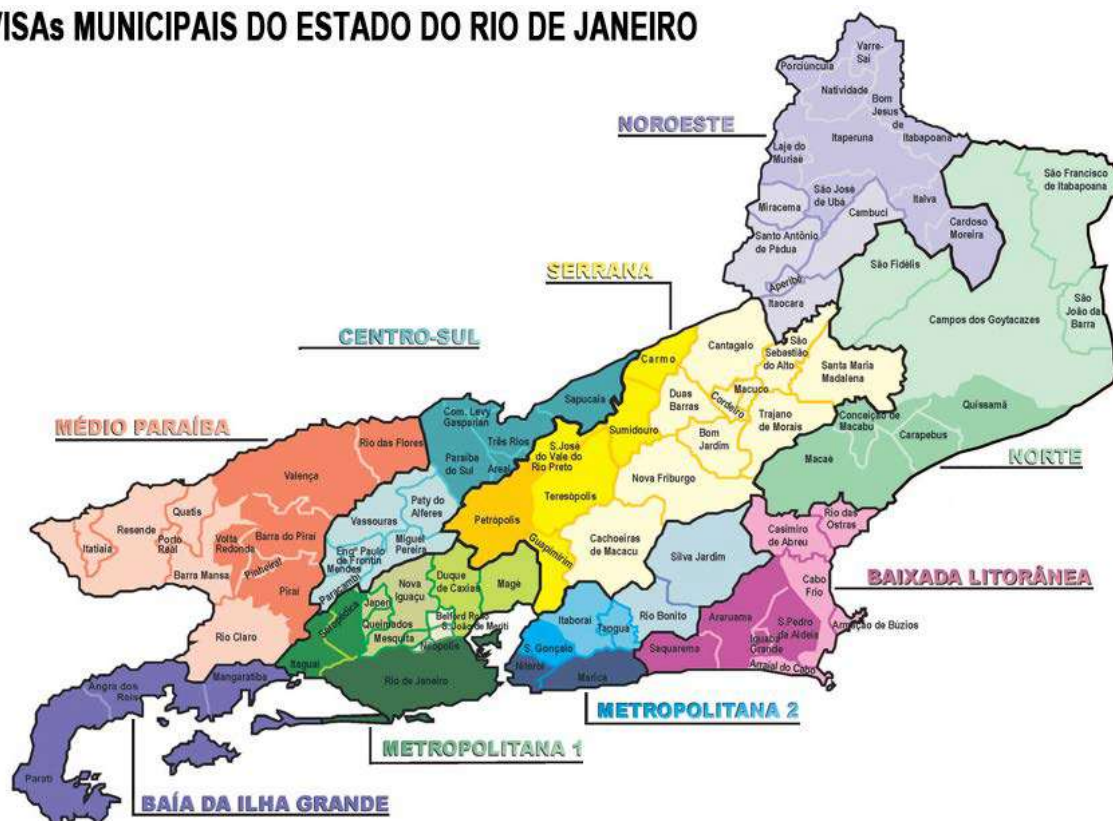 VISAs MUNICIPAIS DO ESTADO DO RIO DE JANEIRO
NOROESTE
Porciúncula
Varre-
Sai
Natividade
Bom
Jesus de
Itabapoana
Itaperuna
Laje do
Muriaé
São José
de Ubá
Italva
Miracema
Cambuci
Cardoso
Moreira
Santo Antônio
de Pádua
Aperibé
Itaocara
São Francisco
de Itabapoana
São Fidélis
São
João da
Barra
Campos dos Goytacazes
SERRANA
Carmo
Cantagalo
São
Sebastião
do Alto
Santa Maria
Madalena
Macuco
Cordeiro
Duas
Barras
Trajano
de Morais
Sumidouro
Bom
Jardim
S.José
do Vale do
Rio Preto
Nova Friburgo
Teresópolis
Petrópolis
Guapimirim
Cachoeiras
de Macacu
NORTE
Quissamã
Conceição de
Macabu
Carapebus
Macaé
CENTRO-SUL
Sapucaia
Com. Levy
Gasparian
Três Rios
Areal
Paraíba
do Sul
Paty do
Alferes
Vassouras
Miguel
Pereira
Engº Paulo
de Frontin
Mendes
Paracambi
MÉDIO PARAÍBA
Rio das Flores
Valença
Quatis
Resende
Itatiaia
Porto
Real
Volta
Redonda
Barra do Piraí
Pinheiral
Barra Mansa
Piraí
Rio Claro
BAIXADA LITORÂNEA
Rio das
Ostras
Casimiro
de Abreu
Silva Jardim
Cabo
Frio
Rio Bonito
Araruama
Armação de Búzios
S.Pedro
da Aldeia
Iguaba
Grande
Saquarema
Arraial do Cabo
METROPOLITANA 2
Itaboraí
Tanguá
S. Gonçalo
Niterói
Maricá
METROPOLITANA 1
Nova
Iguaçu
Duque
de Caxias
Magé
Japeri
Seropédica
Queimados
Belford Roxo
S. João de Meriti
Mesquita
Nilópolis
Itaguaí
Rio de Janeiro
BAÍA DA ILHA GRANDE
Mangaratiba
Angra dos
Reis
Parati